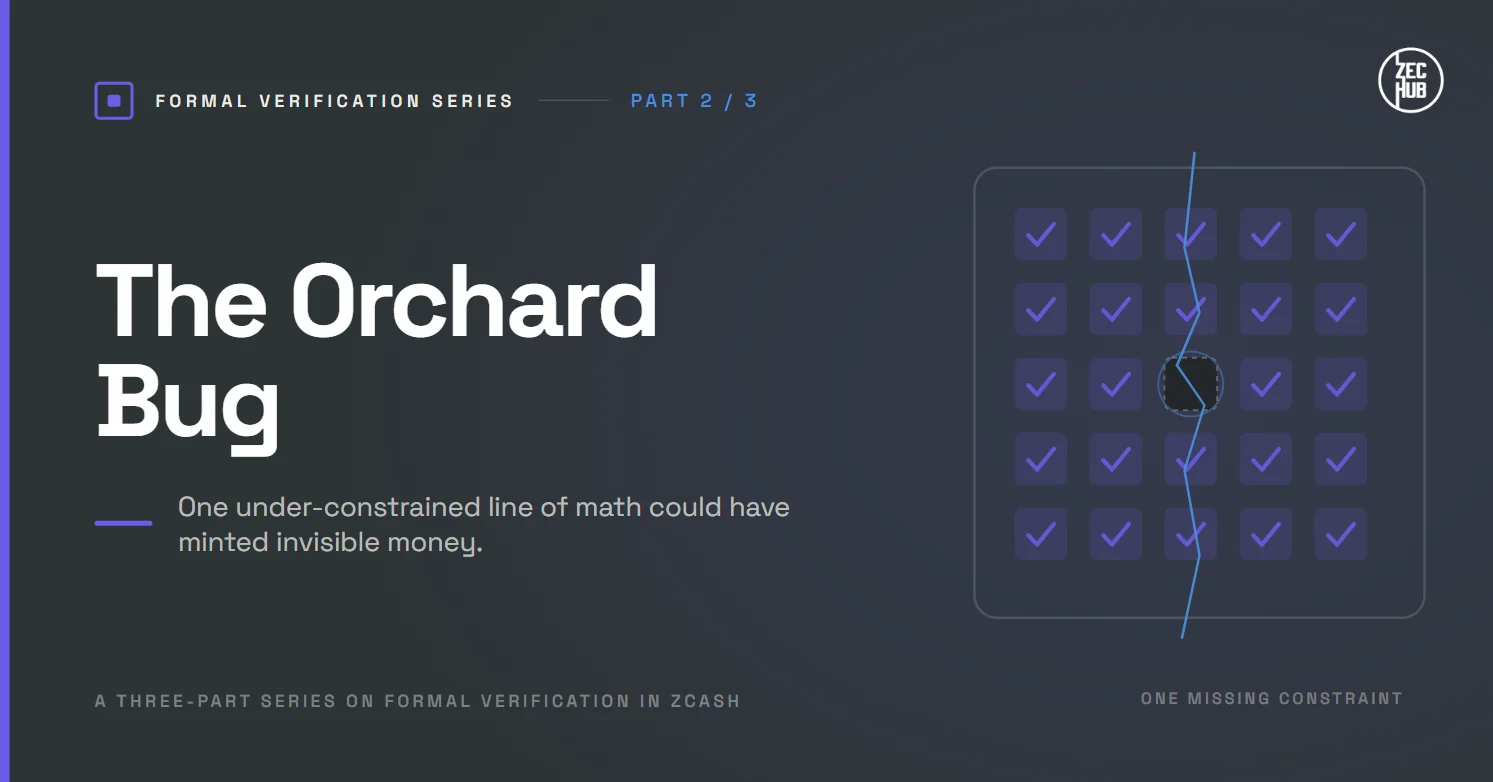 FORMAL VERIFICATION SERIES
PART 2 / 3
ZEC
HUB
The Orchard
Bug
One under-constrained line of math could have
minted invisible money.
A THREE-PART SERIES ON FORMAL VERIFICATION IN ZCASH
ONE MISSING CONSTRAINT